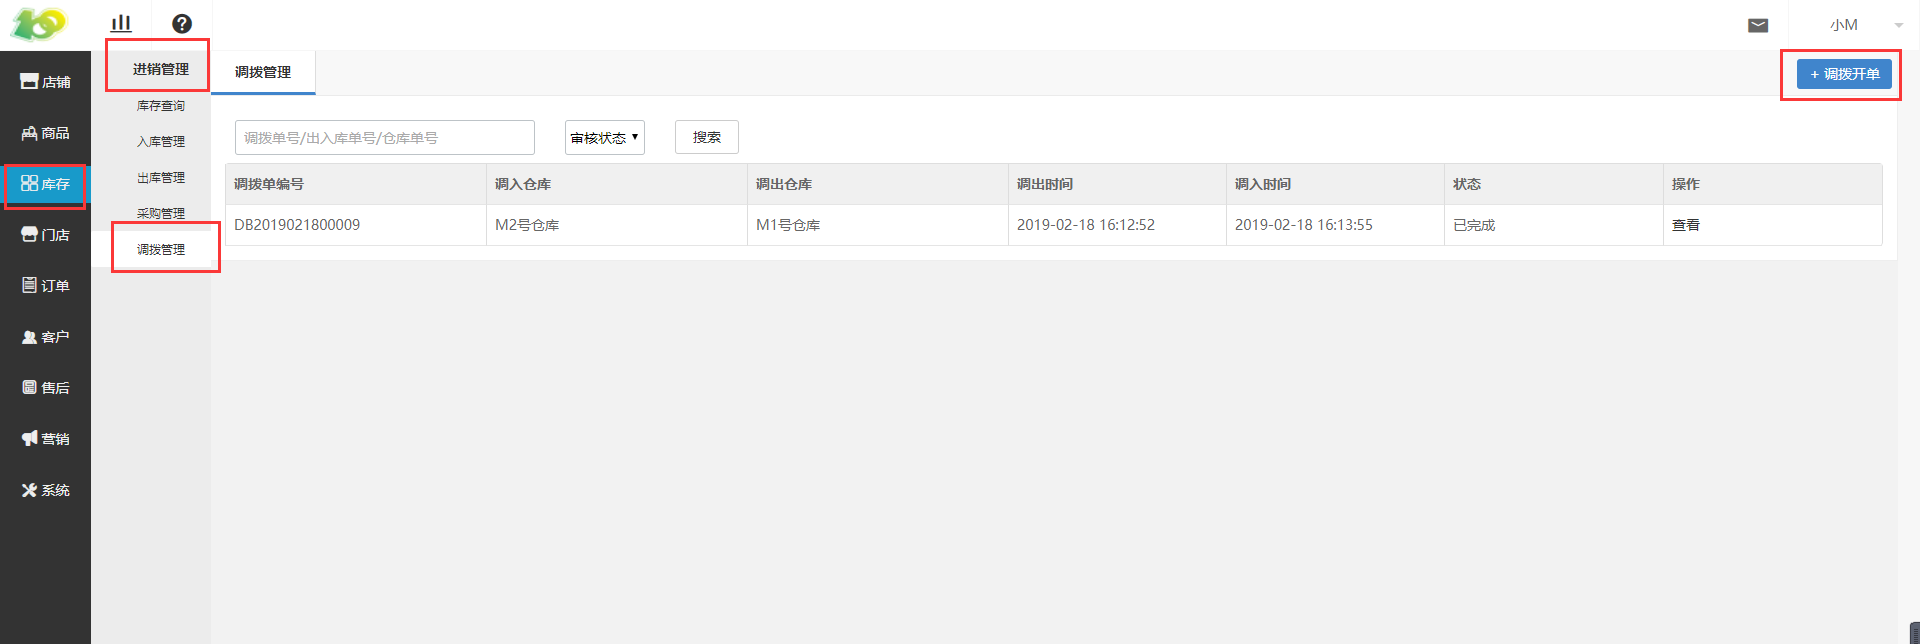 小M
店铺
商品
库存
门店
订单
客户
售后
营销
系统
进销管理
库存查询
入库管理
出库管理
采购管理
调拨管理
调拨管理
+ 调拨开单
调拨单号/出入库单号/仓库单号
审核状态
搜索
调拨单编号 调入仓库 调出仓库 调出时间 调入时间 状态 操作
DB2019021800009 M2号仓库 M1号仓库 2019-02-18 16:12:52 2019-02-18 16:13:55 已完成 查看